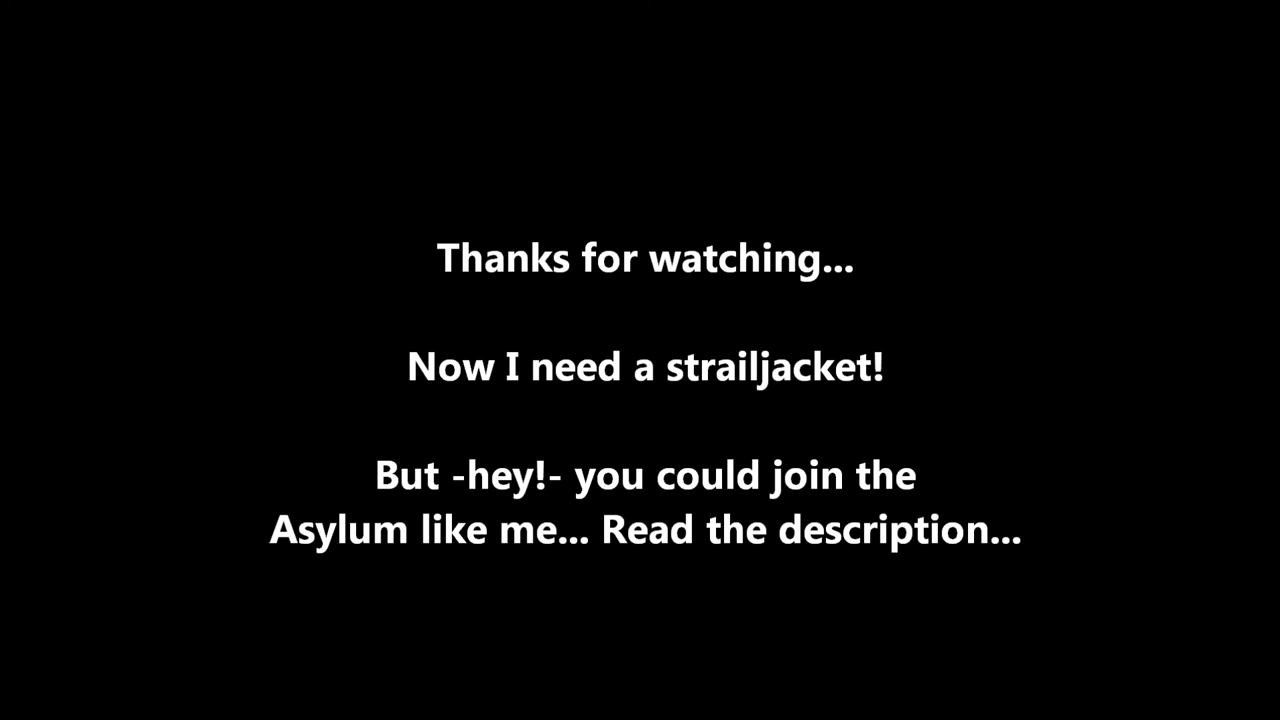 Thanks for watching...
Now I need a strailjacket!
But -hey!- you could join the
Asylum like me... Read the description...